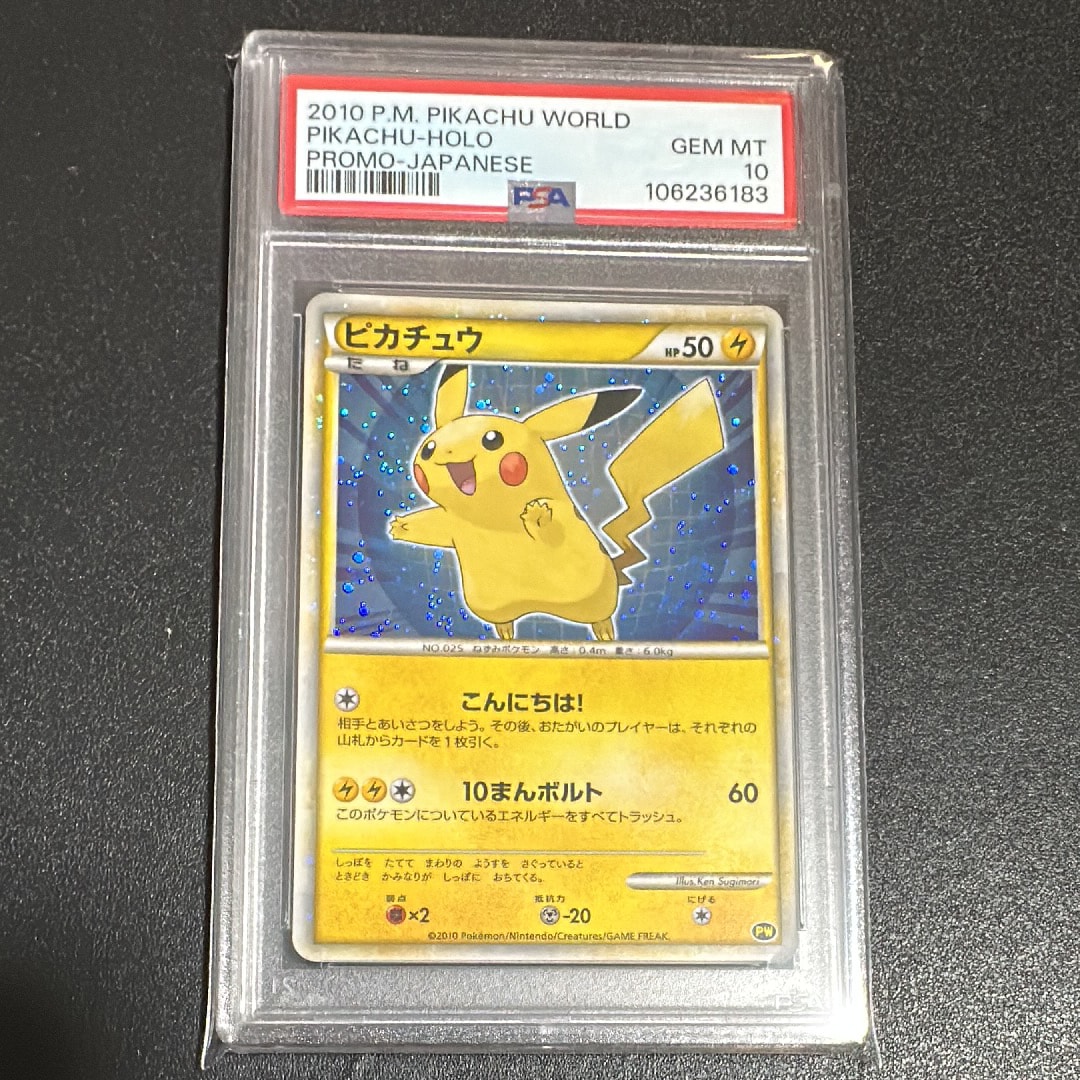 2010 P.M. PIKACHU WORLD
PIKACHU-HOLO
GEM MT
PROMO-JAPANESE
10
PSA
106236183
ピカチュウ
HP50
たね
NO.025 ねずみポケモン 高さ:0.4m 重さ:6.0kg
こんにちは!
相手とあいさつをしよう。その後、おたがいのプレイヤーは、それぞれの
山札からカードを1枚引く。
10まんボルト 60
このポケモンについているエネルギーをすべてトラッシュ。
しっぽを たてて まわりの ようすを さぐっていると
ときどき かみなりが しっぽに おちてくる。
Illus.Ken Sugimori
弱点 抵抗力 にげる
×2 -20
©2010 Pokémon/Nintendo/Creatures/GAME FREAK.
PW